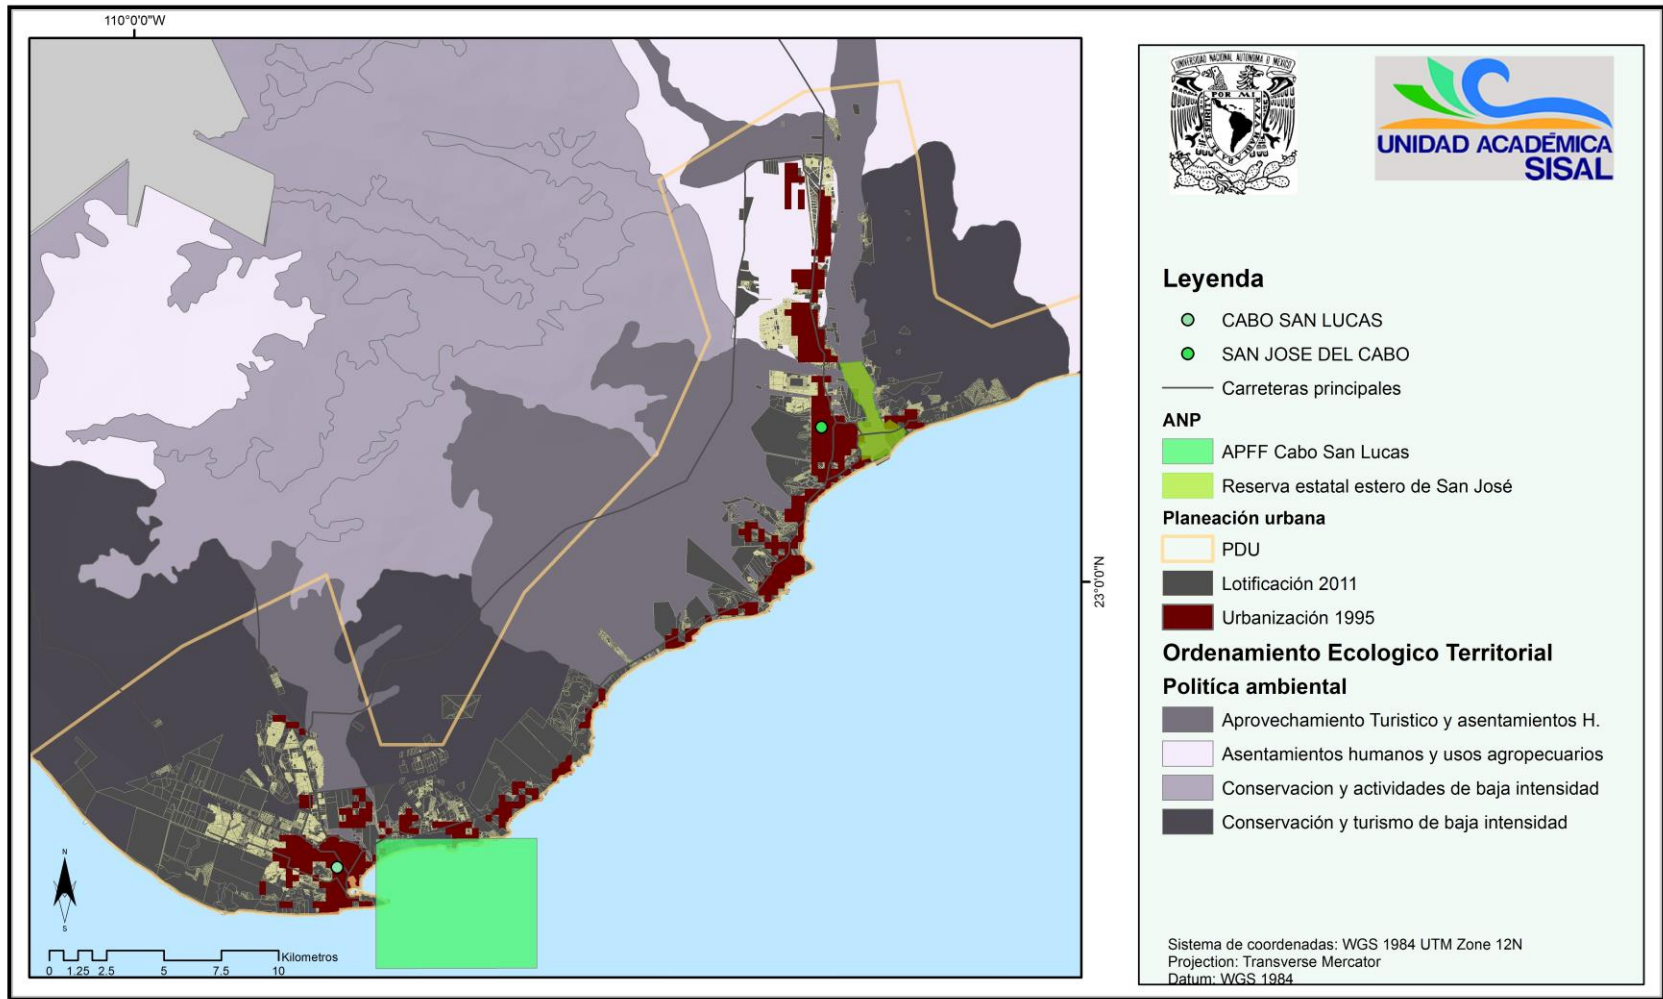 110°0'0"W
23°0'0"N
N
S
Kilometros
0 1.25 2.5 5 7.5 10
POR MI
UNIDAD ACADÉMICA
SISAL
Leyenda
CABO SAN LUCAS
SAN JOSE DEL CABO
Carreteras principales
ANP
APFF Cabo San Lucas
Reserva estatal estero de San José
Planeación urbana
PDU
Lotificación 2011
Urbanización 1995
Ordenamiento Ecologico Territorial
Politíca ambiental
Aprovechamiento Turistico y asentamientos H.
Asentamientos humanos y usos agropecuarios
Conservacion y actividades de baja intensidad
Conservación y turismo de baja intensidad
Sistema de coordenadas: WGS 1984 UTM Zone 12N
Projection: Transverse Mercator
Datum: WGS 1984